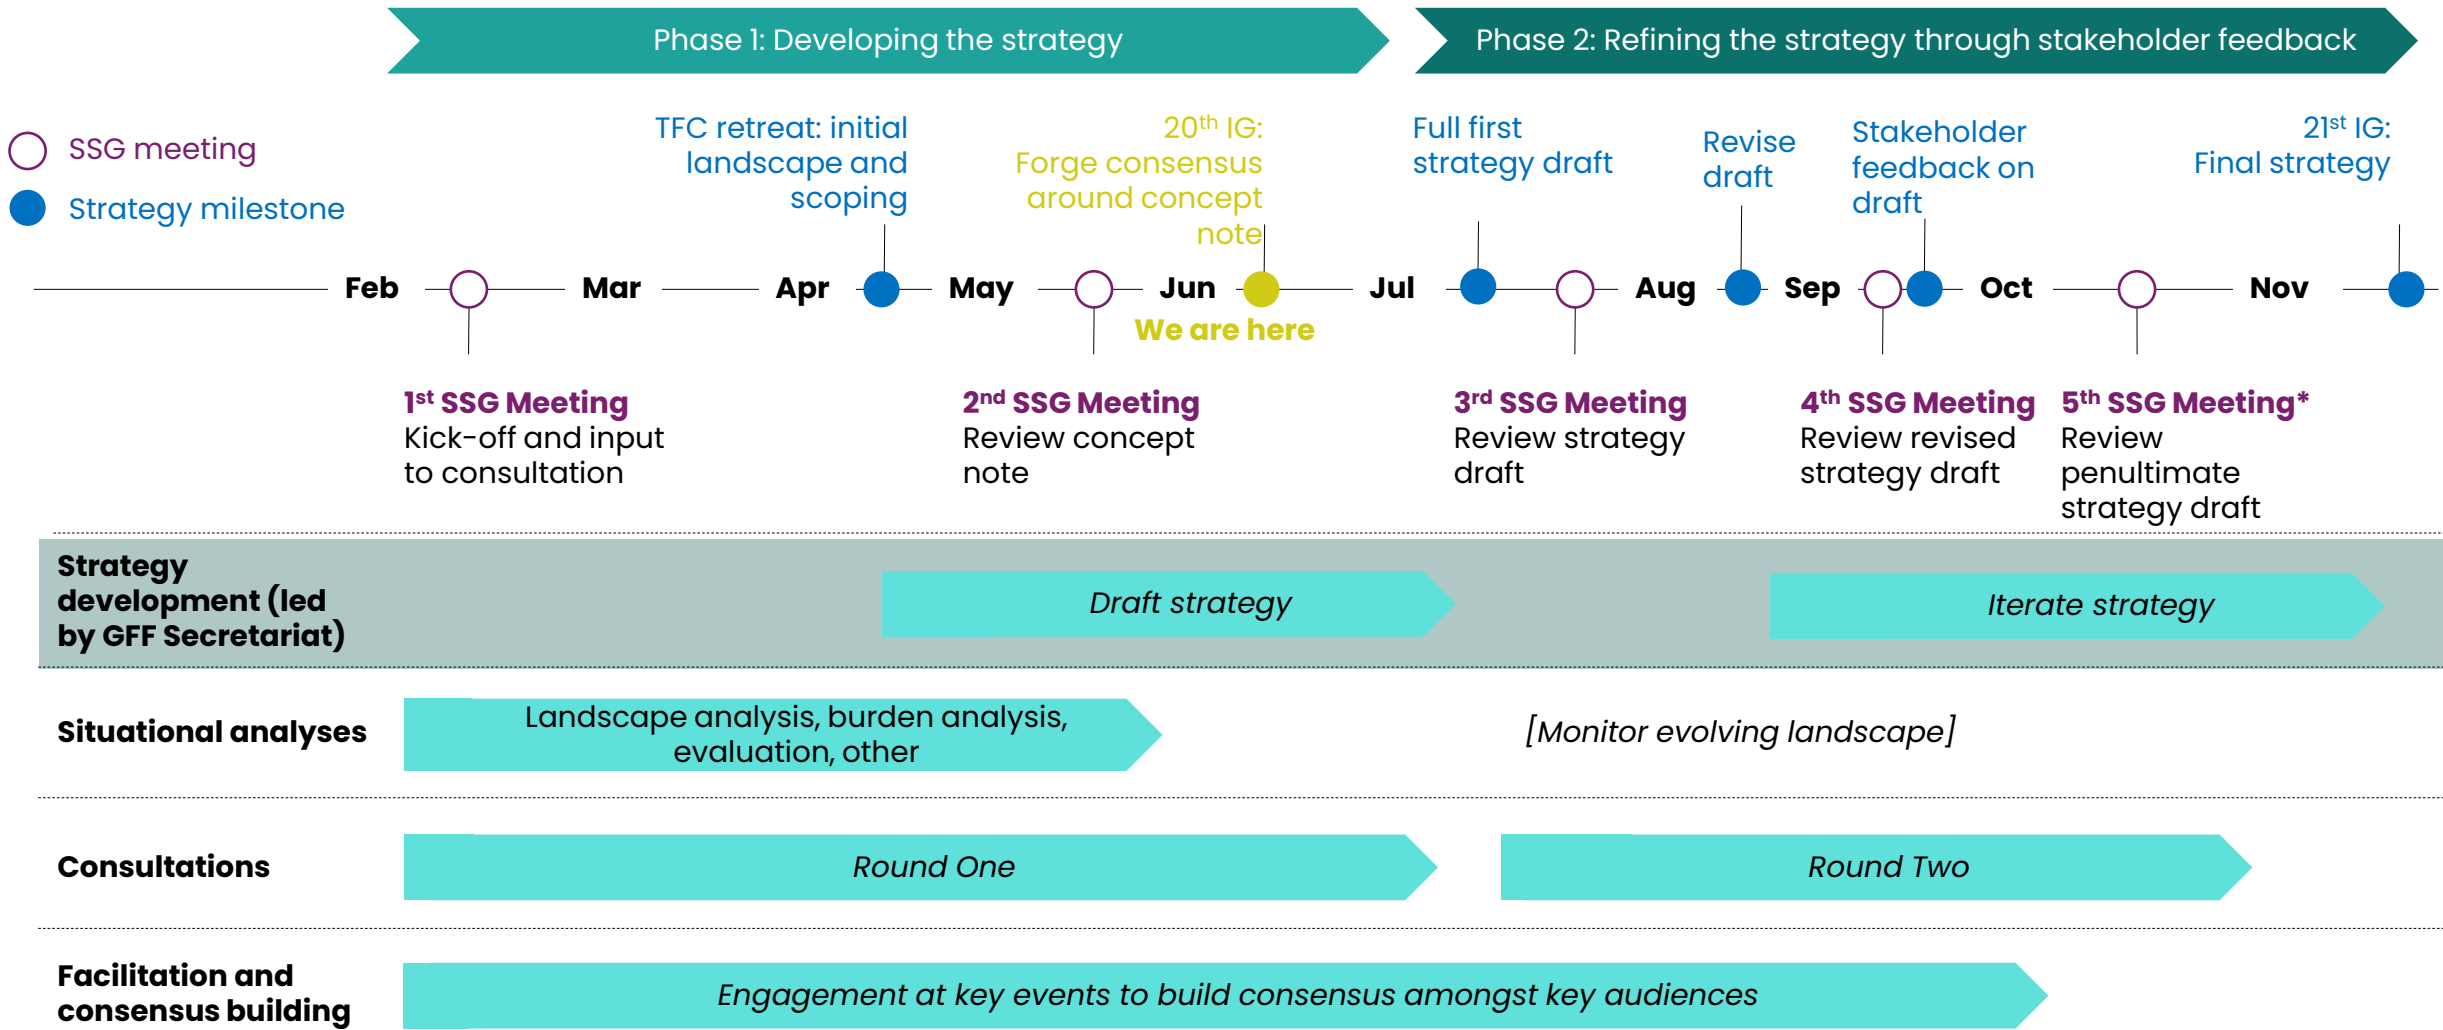 Phase 1: Developing the strategy
Phase 2: Refining the strategy through stakeholder feedback
SSG meeting
Strategy milestone
TFC retreat: initial
landscape and
scoping
20th IG:
Forge consensus
around concept
note
Full first
strategy draft
Revise
draft
Stakeholder
feedback on
draft
21st IG:
Final strategy
Feb
Mar
Apr
May
Jun
Jul
Aug
Sep
Oct
Nov
We are here
1st SSG Meeting
Kick-off and input
to consultation
2nd SSG Meeting
Review concept
note
3rd SSG Meeting
Review strategy
draft
4th SSG Meeting
Review revised
strategy draft
5th SSG Meeting*
Review
penultimate
strategy draft
Strategy
development (led
by GFF Secretariat)
Draft strategy
Iterate strategy
Situational analyses
Landscape analysis, burden analysis,
evaluation, other
[Monitor evolving landscape]
Consultations
Round One
Round Two
Facilitation and
consensus building
Engagement at key events to build consensus amongst key audiences